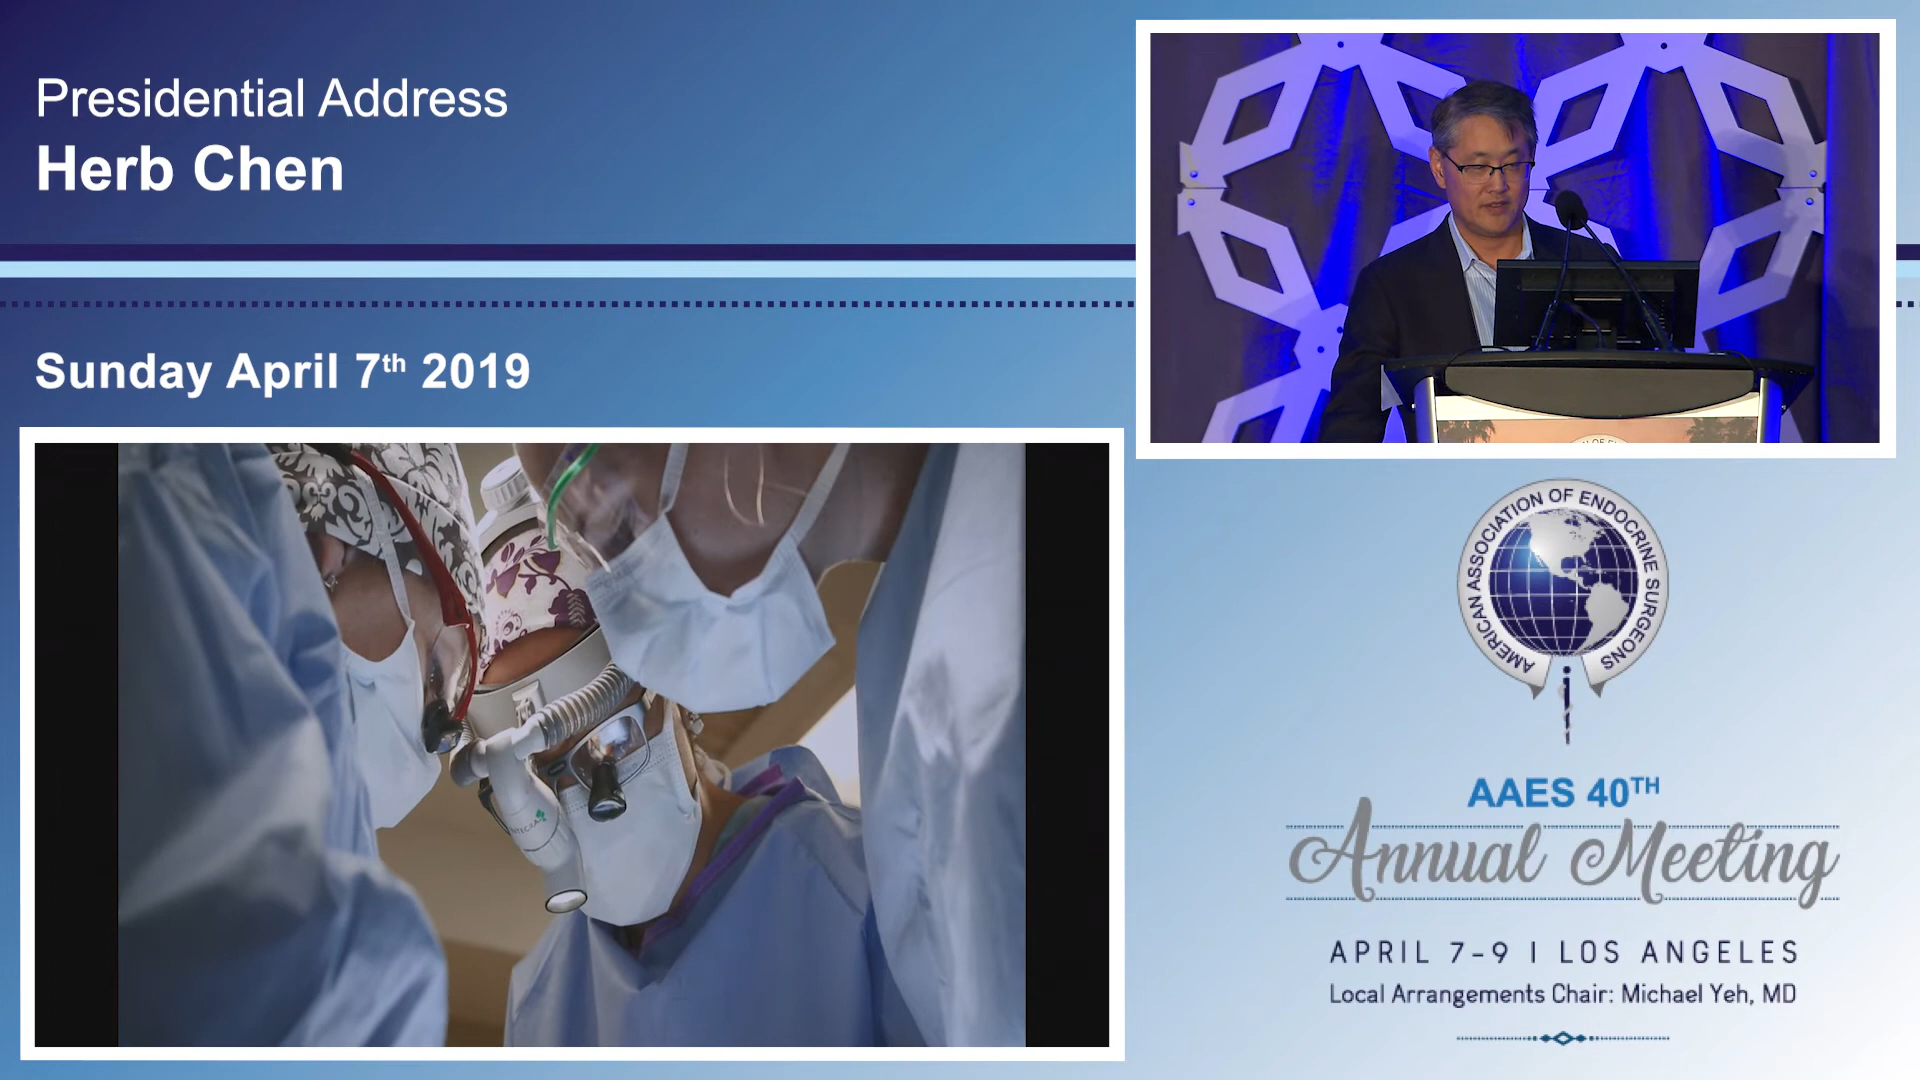 Presidential Address
Herb Chen
Sunday April 7th 2019
AMERICAN ASSOCIATION OF ENDOCRINE SURGEONS
AAES 40TH
Annual Meeting
APRIL 7-9 | LOS ANGELES
Local Arrangements Chair: Michael Yeh, MD